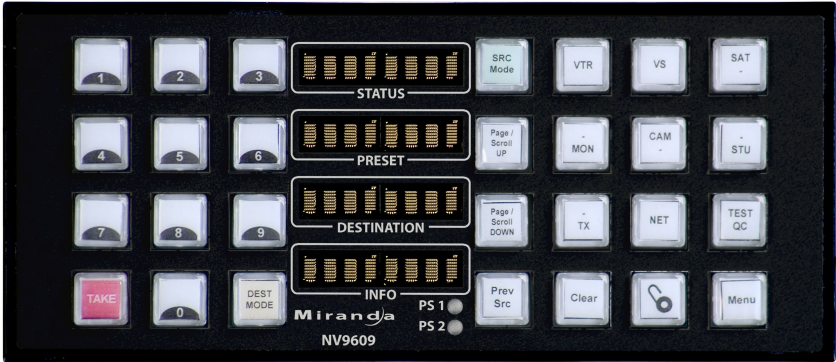 1
2
3
STATUS
SRC
Mode
VTR
VS
SAT
-
4
5
6
PRESET
Page /
Scroll
UP
-
MON
CAM
-
-
STU
7
8
9
DESTINATION
Page /
Scroll
DOWN
-
TX
NET
TEST
QC
TAKE
0
DEST
MODE
INFO
PS 1
PS 2
Miranda
NV9609
Prev
Src
Clear
Menu